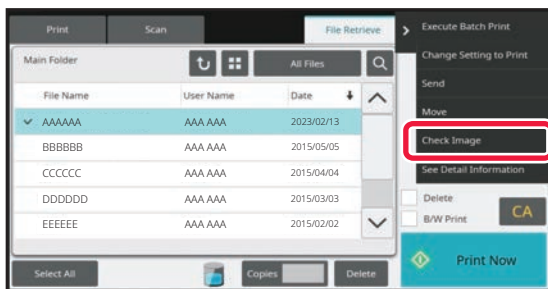 Print Scan File Retrieve
Main Folder All Files
File Name User Name Date
AAAAAA AAA AAA 2023/02/13
BBBBBB AAA AAA 2015/05/05
CCCCCC AAA AAA 2015/04/04
DDDDDD AAA AAA 2015/03/03
EEEEEE AAA AAA 2015/02/02
Select All Copies Delete
Execute Batch Print
Change Setting to Print
Send
Move
Check Image
See Detail Information
Delete
B/W Print
CA
Print Now